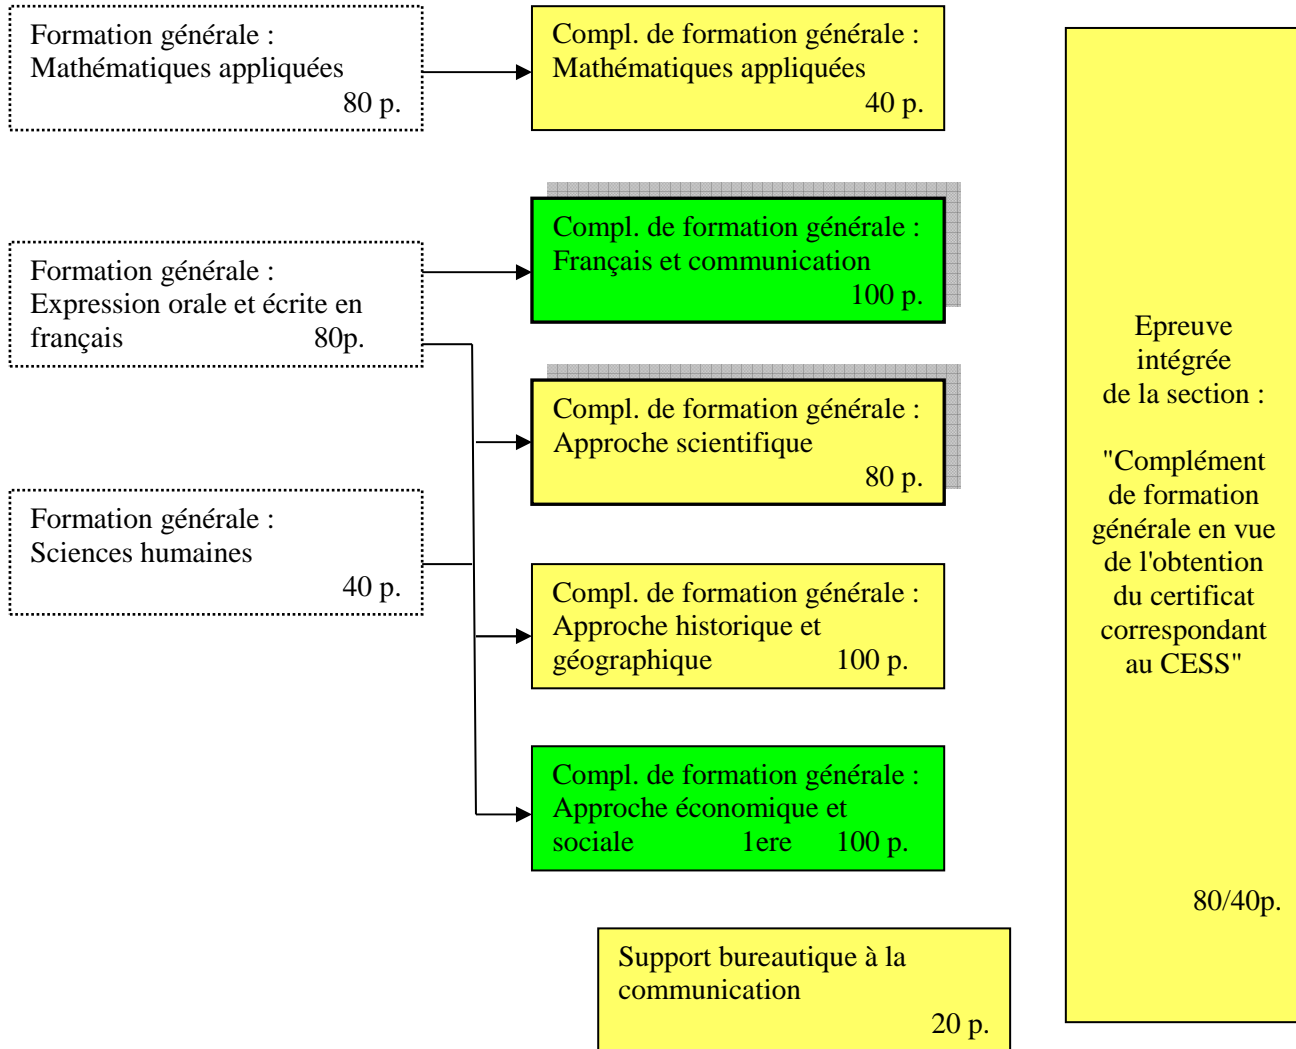 Formation générale :
Mathématiques appliquées
80 p.
Compl. de formation générale :
Mathématiques appliquées
40 p.
Formation générale :
Expression orale et écrite en
français 80p.
Compl. de formation générale :
Français et communication
100 p.
Compl. de formation générale :
Approche scientifique
80 p.
Formation générale :
Sciences humaines
40 p.
Compl. de formation générale :
Approche historique et
géographique 100 p.
Compl. de formation générale :
Approche économique et
sociale 1ere 100 p.
Support bureautique à la
communication
20 p.
Epreuve
intégrée
de la section :
"Complément
de formation
générale en vue
de l'obtention
du certificat
correspondant
au CESS"
80/40p.